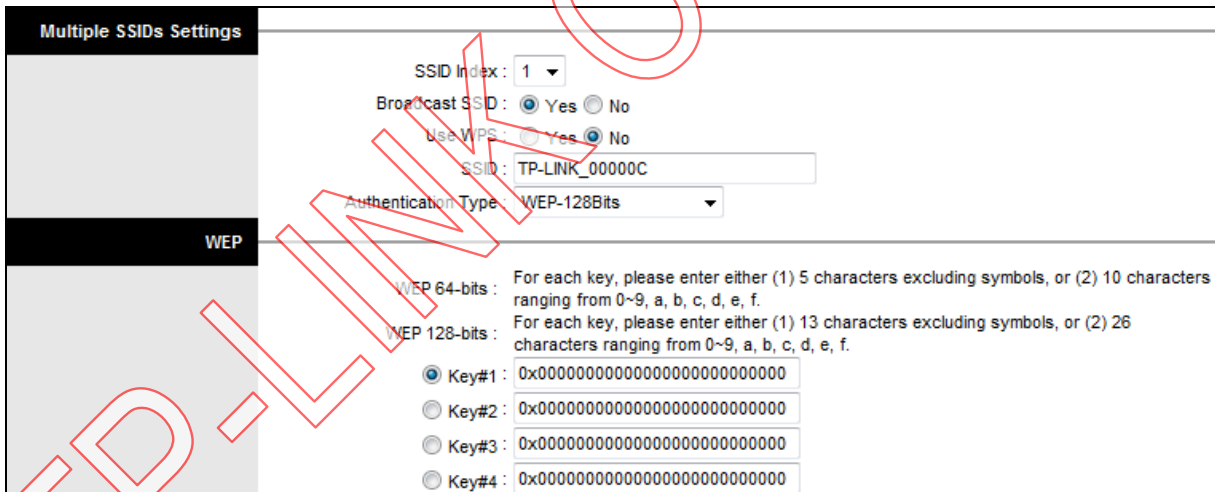 Multiple SSIDs Settings
SSID Index : 1
Broadcast SSID : Yes No
Use WPS : Yes No
SSID : TP-LINK_00000C
Authentication Type : WEP-128Bits
WEP
WEP 64-bits : For each key, please enter either (1) 5 characters excluding symbols, or (2) 10 characters
ranging from 0~9, a, b, c, d, e, f.
WEP 128-bits : For each key, please enter either (1) 13 characters excluding symbols, or (2) 26
characters ranging from 0~9, a, b, c, d, e, f.
Key#1 : 0x00000000000000000000000000
Key#2 : 0x00000000000000000000000000
Key#3 : 0x00000000000000000000000000
Key#4 : 0x00000000000000000000000000
TP-LINK